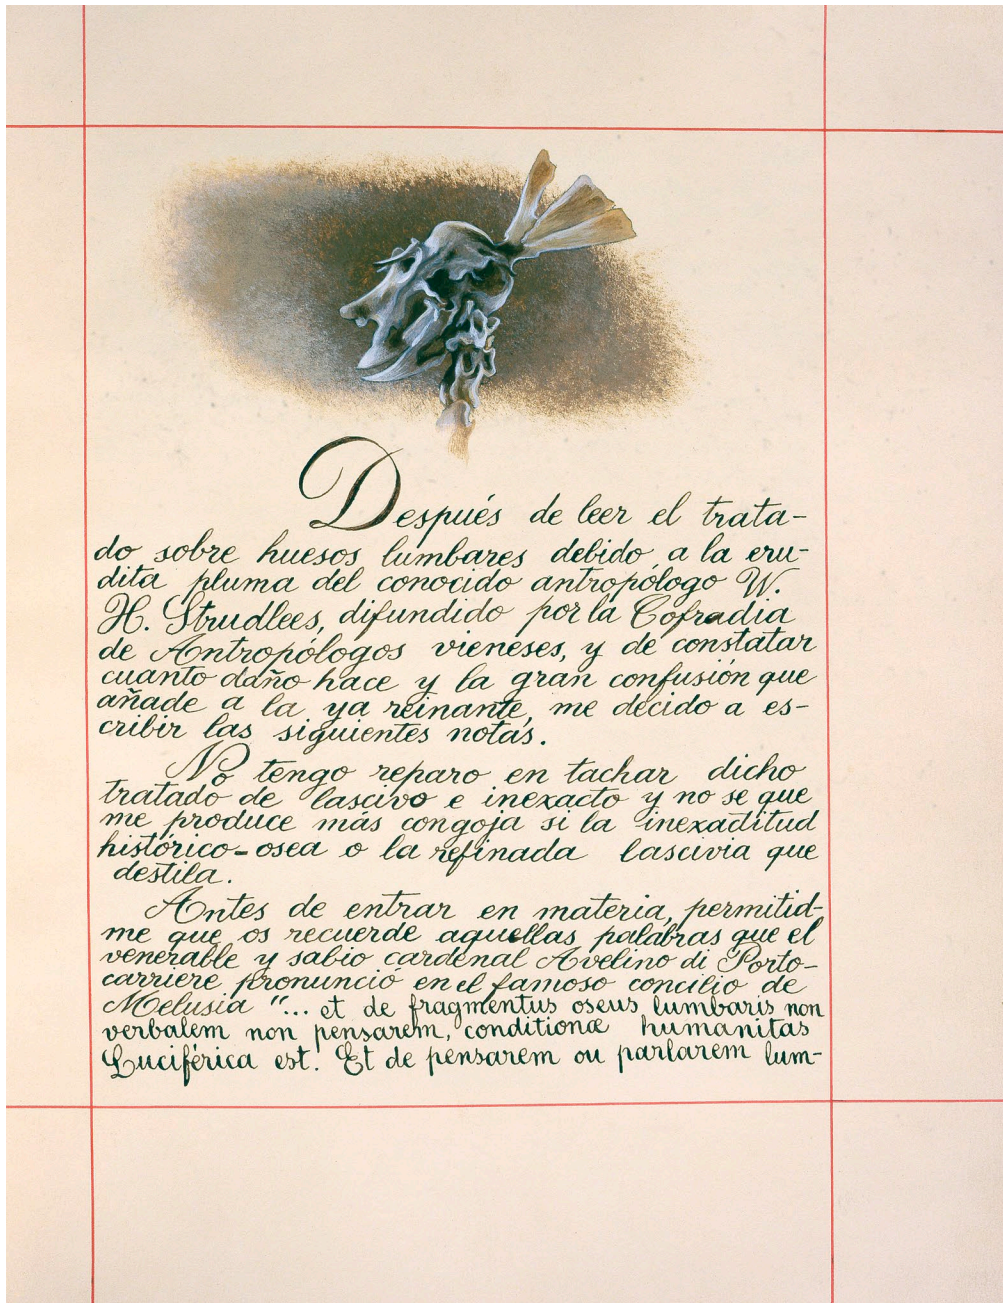 Después de leer el trata-
do sobre huesos lumbares debido a la eru-
dita pluma del conocido antropólogo W.
H. Strudlees, difundido por la Cofradia
de Antropólogos vieneses, y de constatar
cuanto daño hace y la gran confusión que
añade a la ya reinante, me decido a es-
cribir las siguientes notas.
No tengo reparo en tachar dicho
tratado de lascivo e inexacto y no se que
me produce más congoja si la inexactitud
histórico-osea o la refinada lascivia que
destila.
Antes de entrar en materia, permitid-
me que os recuerde aquellas palabras que el
venerable y sabio cardenal Avelino di Porto-
carriere pronunció en el famoso concilio de
Melusia "... et de fragmentus oseus lumbaris non
verbalem non pensarem, conditionæ humanitas
Luciférica est. Et de pensarem ou parlarem lum-